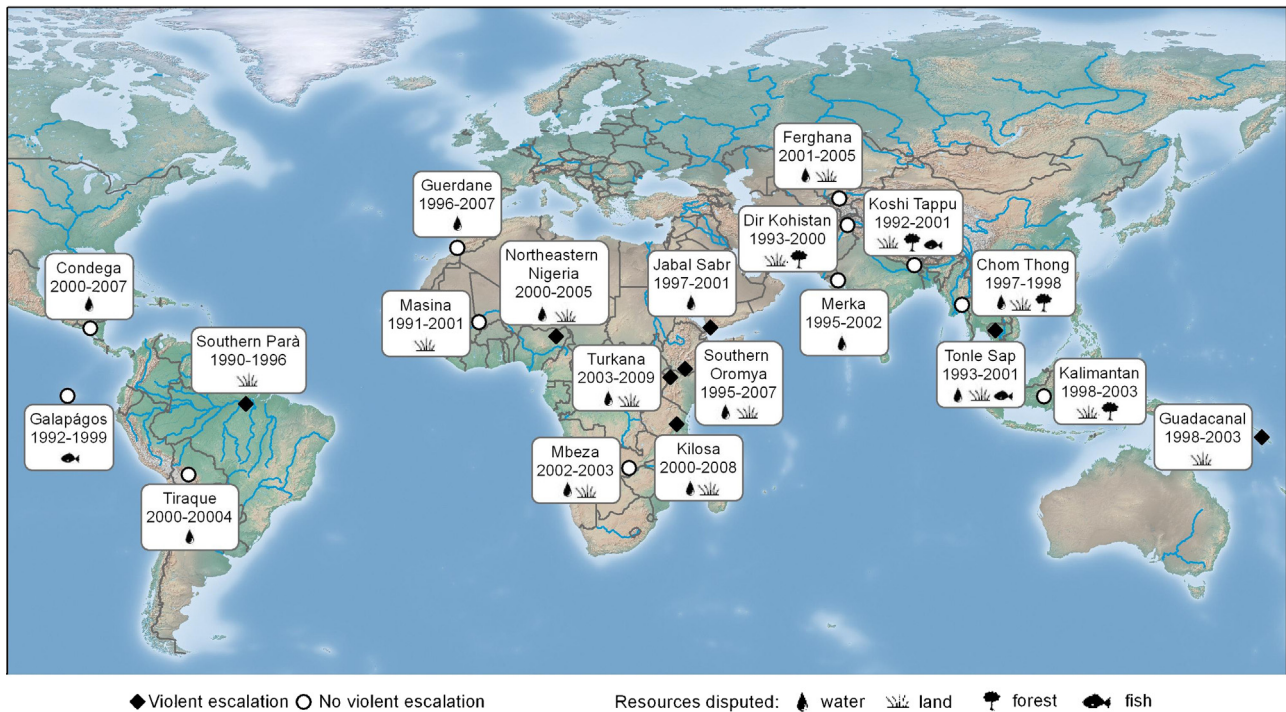 Ferghana
2001-2005
Guerdane
1996-2007
Koshi Tappu
1992-2001
Dir Kohistan
1993-2000
Northeastern
Nigeria
2000-2005
Jabal Sabr
1997-2001
Chom Thong
1997-1998
Condega
2000-2007
Masina
1991-2001
Merka
1995-2002
Southern Parà
1990-1996
Turkana
2003-2009
Southern
Oromya
1995-2007
Tonle Sap
1993-2001
Kalimantan
1998-2003
Galapágos
1992-1999
Guadacanal
1998-2003
Mbeza
2002-2003
Kilosa
2000-2008
Tiraque
2000-20004
Violent escalation No violent escalation Resources disputed: water land forest fish